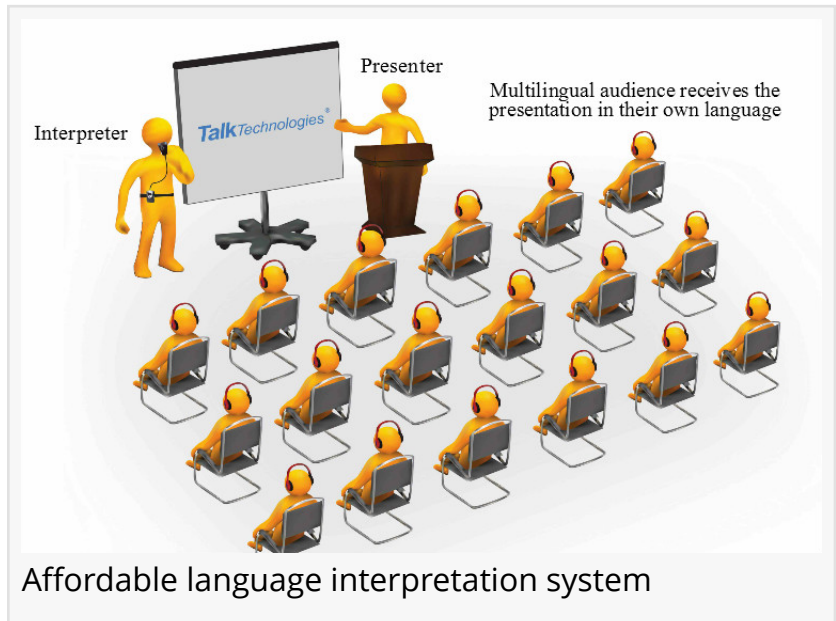 Presenter
Multilingual audience receives the
presentation in their own language
Interpreter
TalkTechnologies®
Affordable language interpretation system